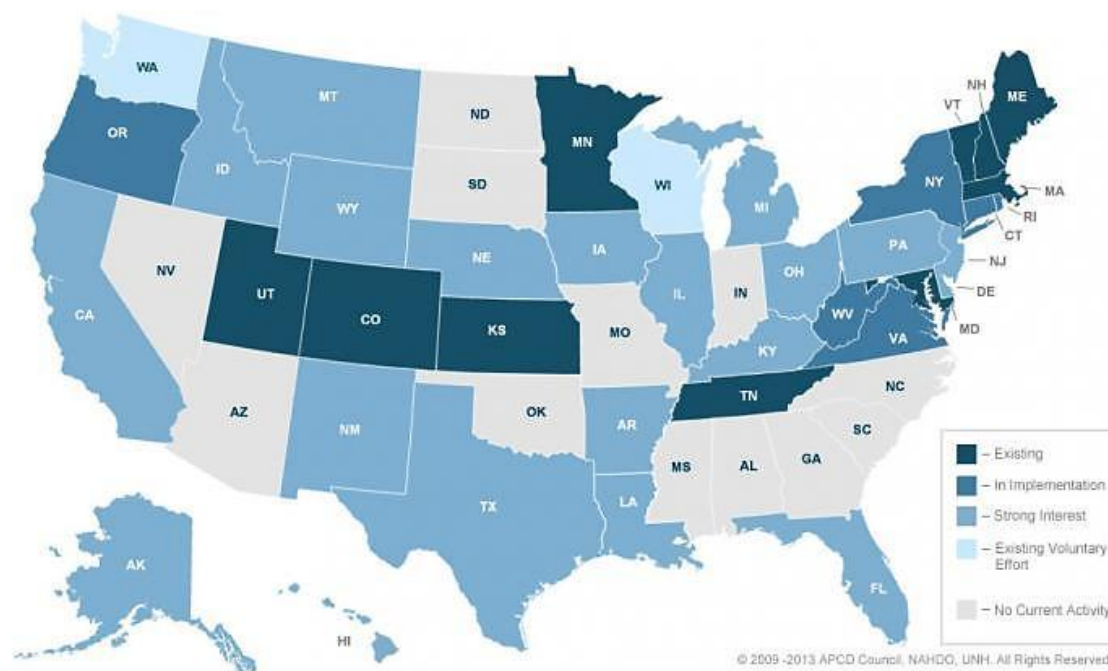 WA
MT
ND
MN
NH
ME
VT
OR
ID
SD
WI
NY
MA
WY
MI
RI
CT
NE
IA
PA
NJ
NV
UT
IL
IN
OH
DE
CO
KS
MO
WV
MD
CA
KY
VA
AZ
NM
OK
AR
TN
NC
SC
MS
AL
GA
TX
LA
FL
AK
HI
– Existing
– In Implementation
– Strong Interest
– Existing Voluntary
Effort
– No Current Activity
© 2009 -2013 APCD Council, NAHDO, UNH. All Rights Reserved